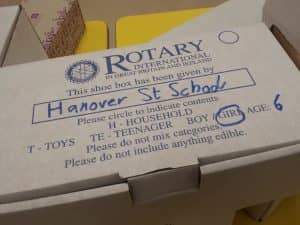 ROTARY
INTERNATIONAL
IN GREAT BRITAIN AND IRELAND
This shoe box has been given by
Hanover St School
Please circle to indicate contents
H - HOUSEHOLD
T - TOYS TE - TEENAGER BOY / GIRL AGE: 6
Please do not mix categories
Please do not include anything edible.